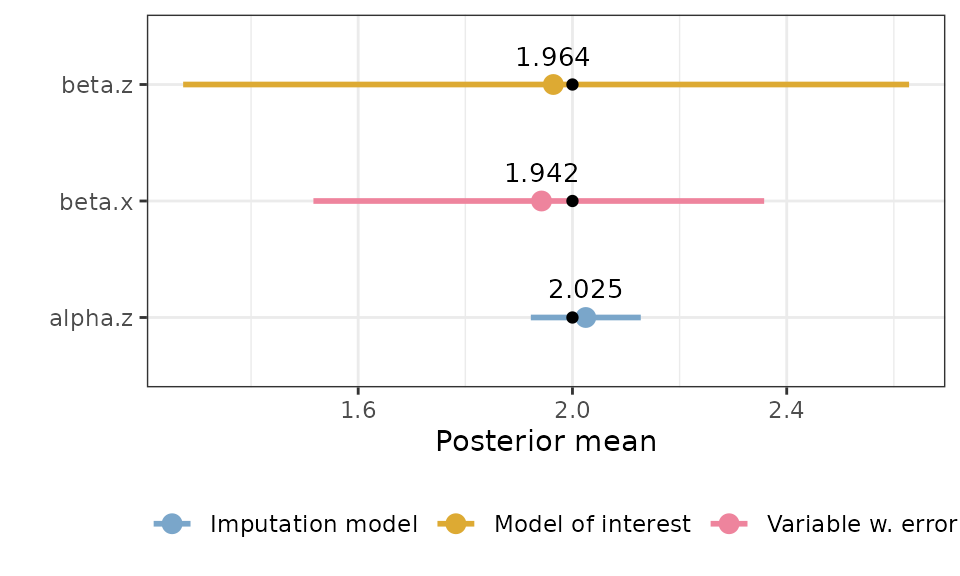 1.964
beta.z
1.942
beta.x
2.025
alpha.z
1.6 2.0 2.4
Posterior mean
Imputation model Model of interest Variable w. error